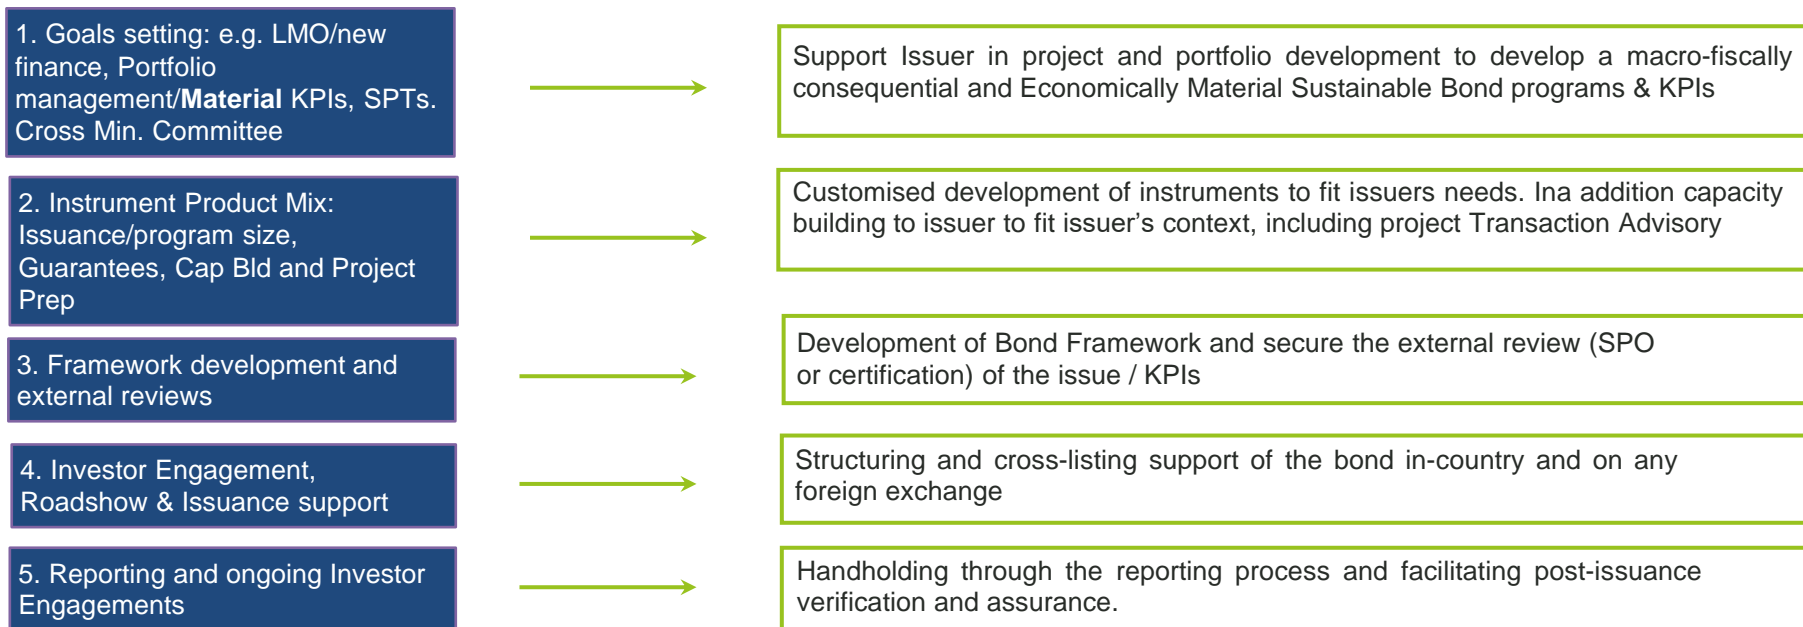 1. Goals setting: e.g. LMO/new
finance, Portfolio
management/Material KPIs, SPTs.
Cross Min. Committee
Support Issuer in project and portfolio development to develop a macro-fiscally
consequential and Economically Material Sustainable Bond programs & KPIs
2. Instrument Product Mix:
Issuance/program size,
Guarantees, Cap Bld and Project
Prep
Customised development of instruments to fit issuers needs. Ina addition capacity
building to issuer to fit issuer’s context, including project Transaction Advisory
3. Framework development and
external reviews
Development of Bond Framework and secure the external review (SPO
or certification) of the issue / KPIs
4. Investor Engagement,
Roadshow & Issuance support
Structuring and cross-listing support of the bond in-country and on any
foreign exchange
5. Reporting and ongoing Investor
Engagements
Handholding through the reporting process and facilitating post-issuance
verification and assurance.